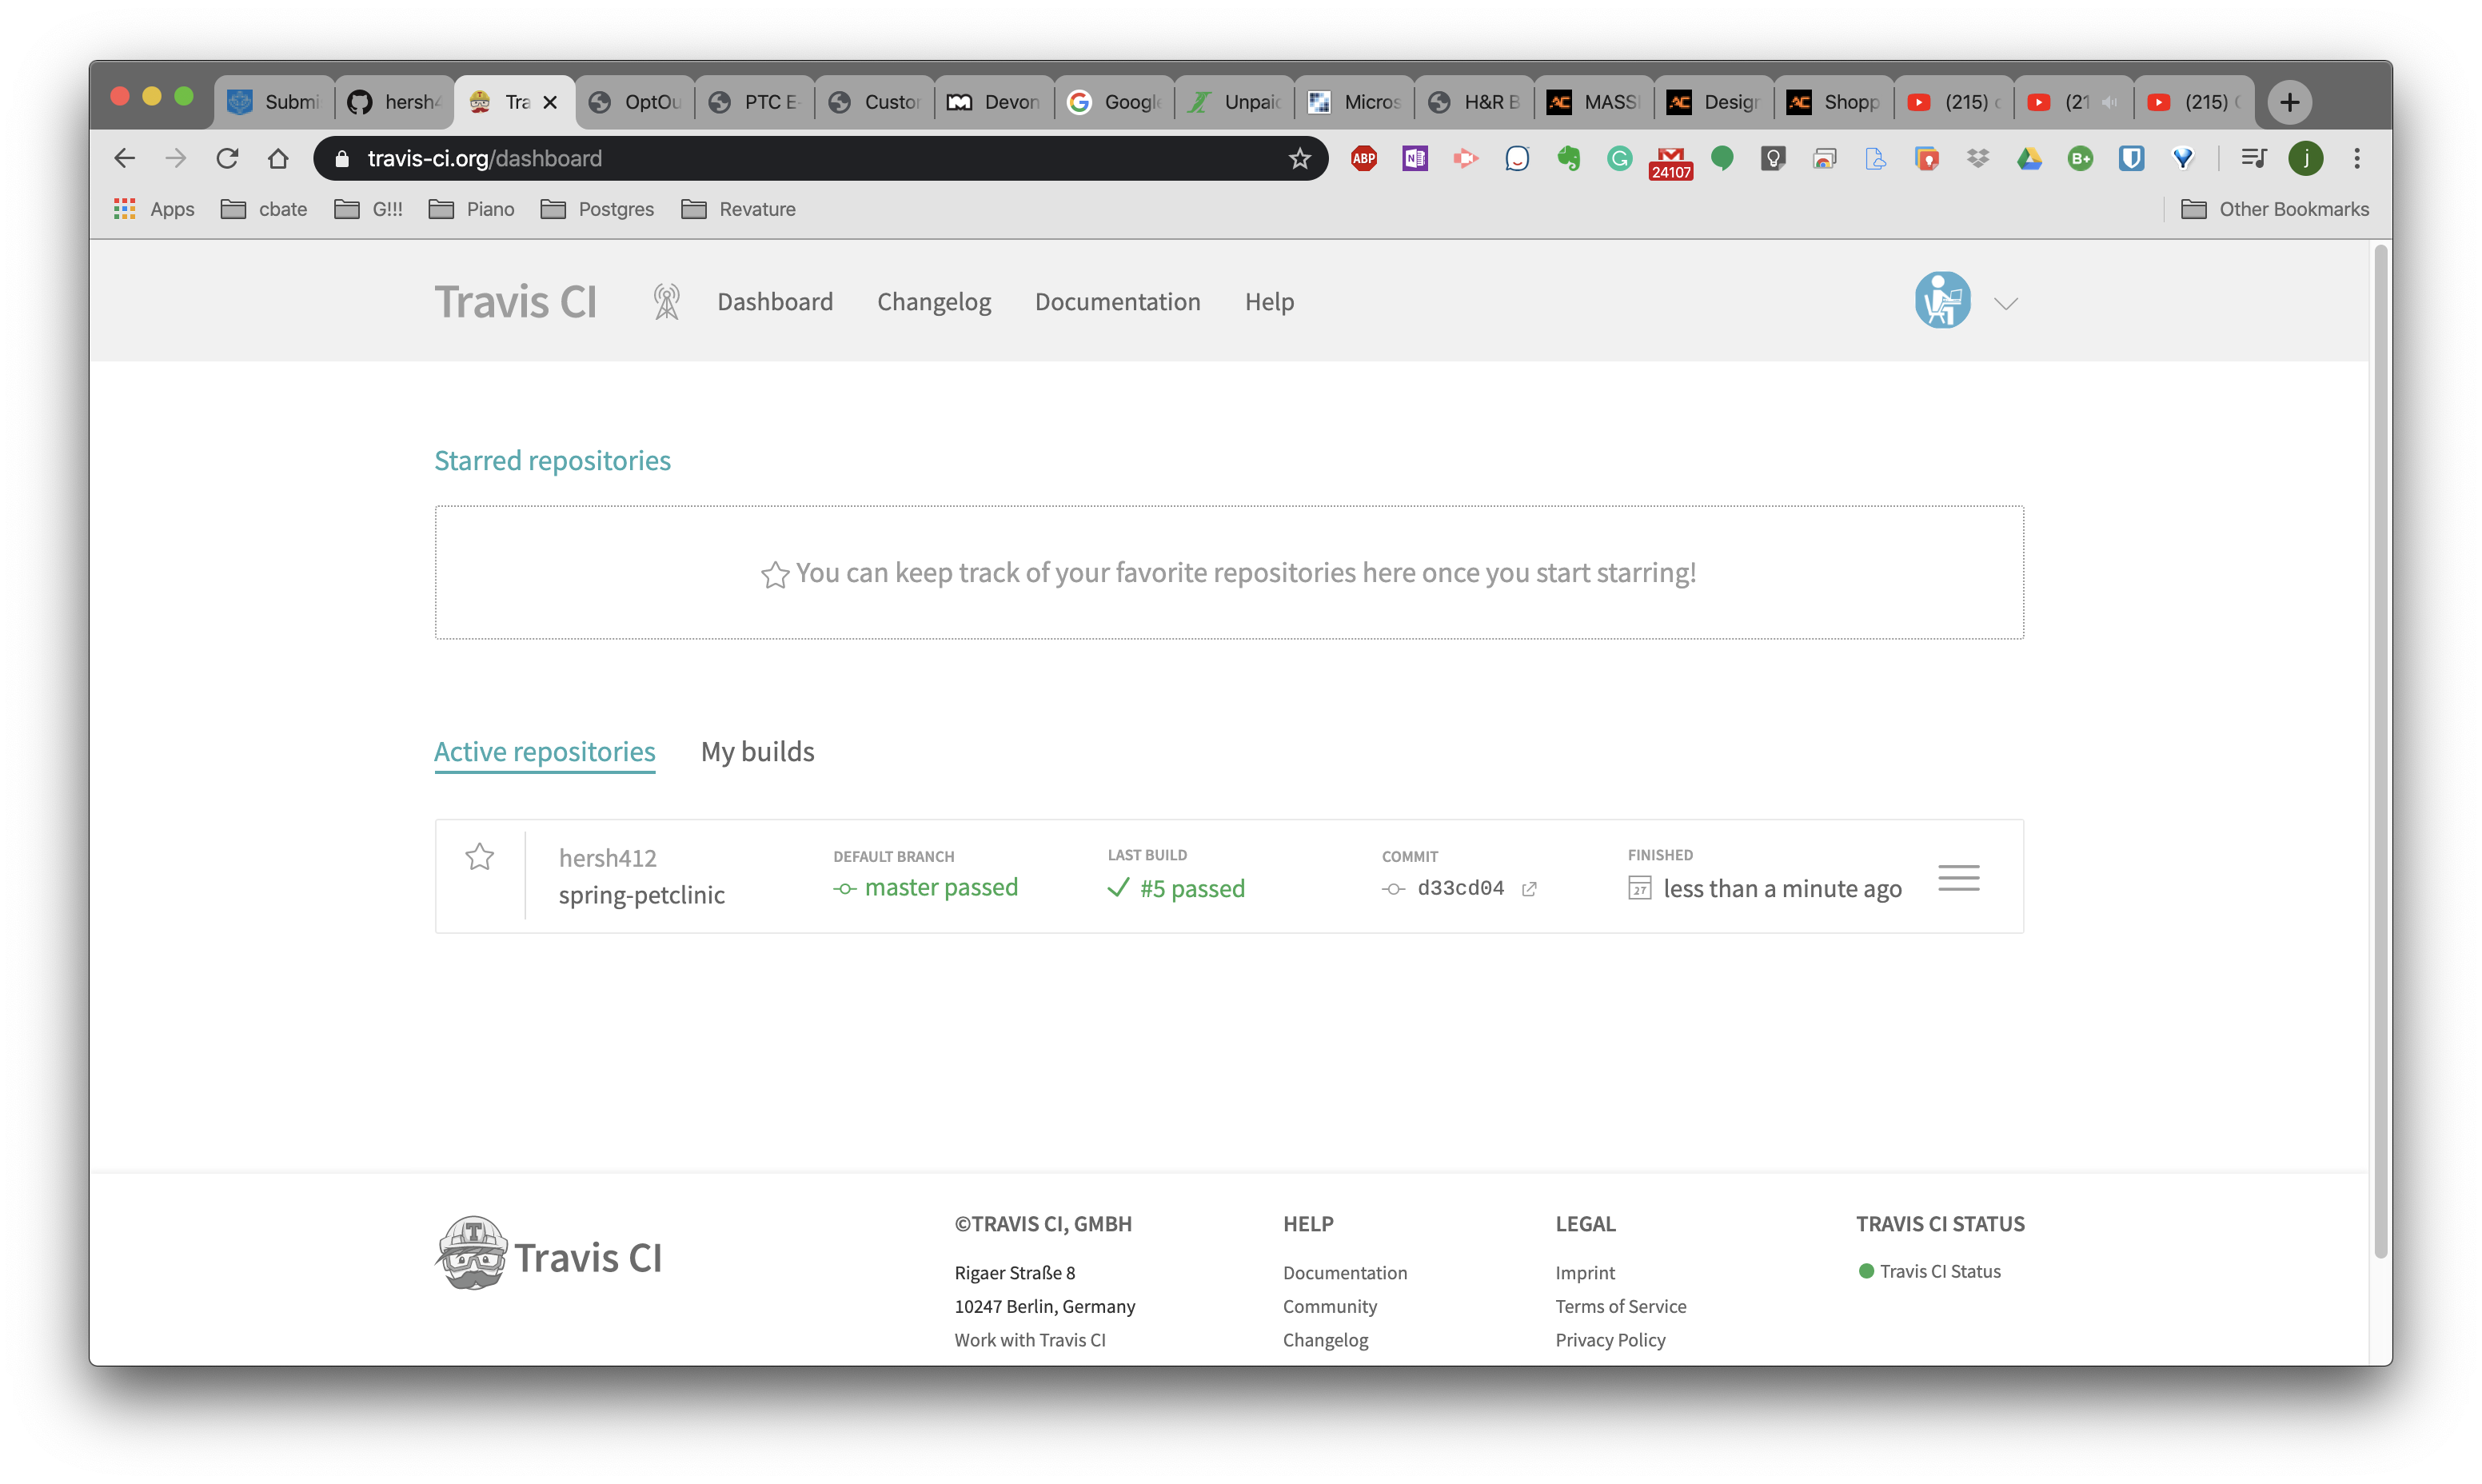 Submi hersh4 Tra OptOu PTC E- Custor Devon Google Unpaid Micros H&R B MASSI Design Shopp (215) (21 (215)
travis-ci.org/dashboard
ABP N 24107 B+ j
Apps cbate G!!! Piano Postgres Revature Other Bookmarks
Travis CI Dashboard Changelog Documentation Help
Starred repositories
You can keep track of your favorite repositories here once you start starring!
Active repositories My builds
hersh412 DEFAULT BRANCH LAST BUILD COMMIT FINISHED
spring-petclinic master passed #5 passed d33cd04 27 less than a minute ago
©TRAVIS CI, GMBH HELP LEGAL TRAVIS CI STATUS
T Travis CI
Rigaer Straße 8 Documentation Imprint Travis CI Status
10247 Berlin, Germany Community Terms of Service
Work with Travis CI Changelog Privacy Policy